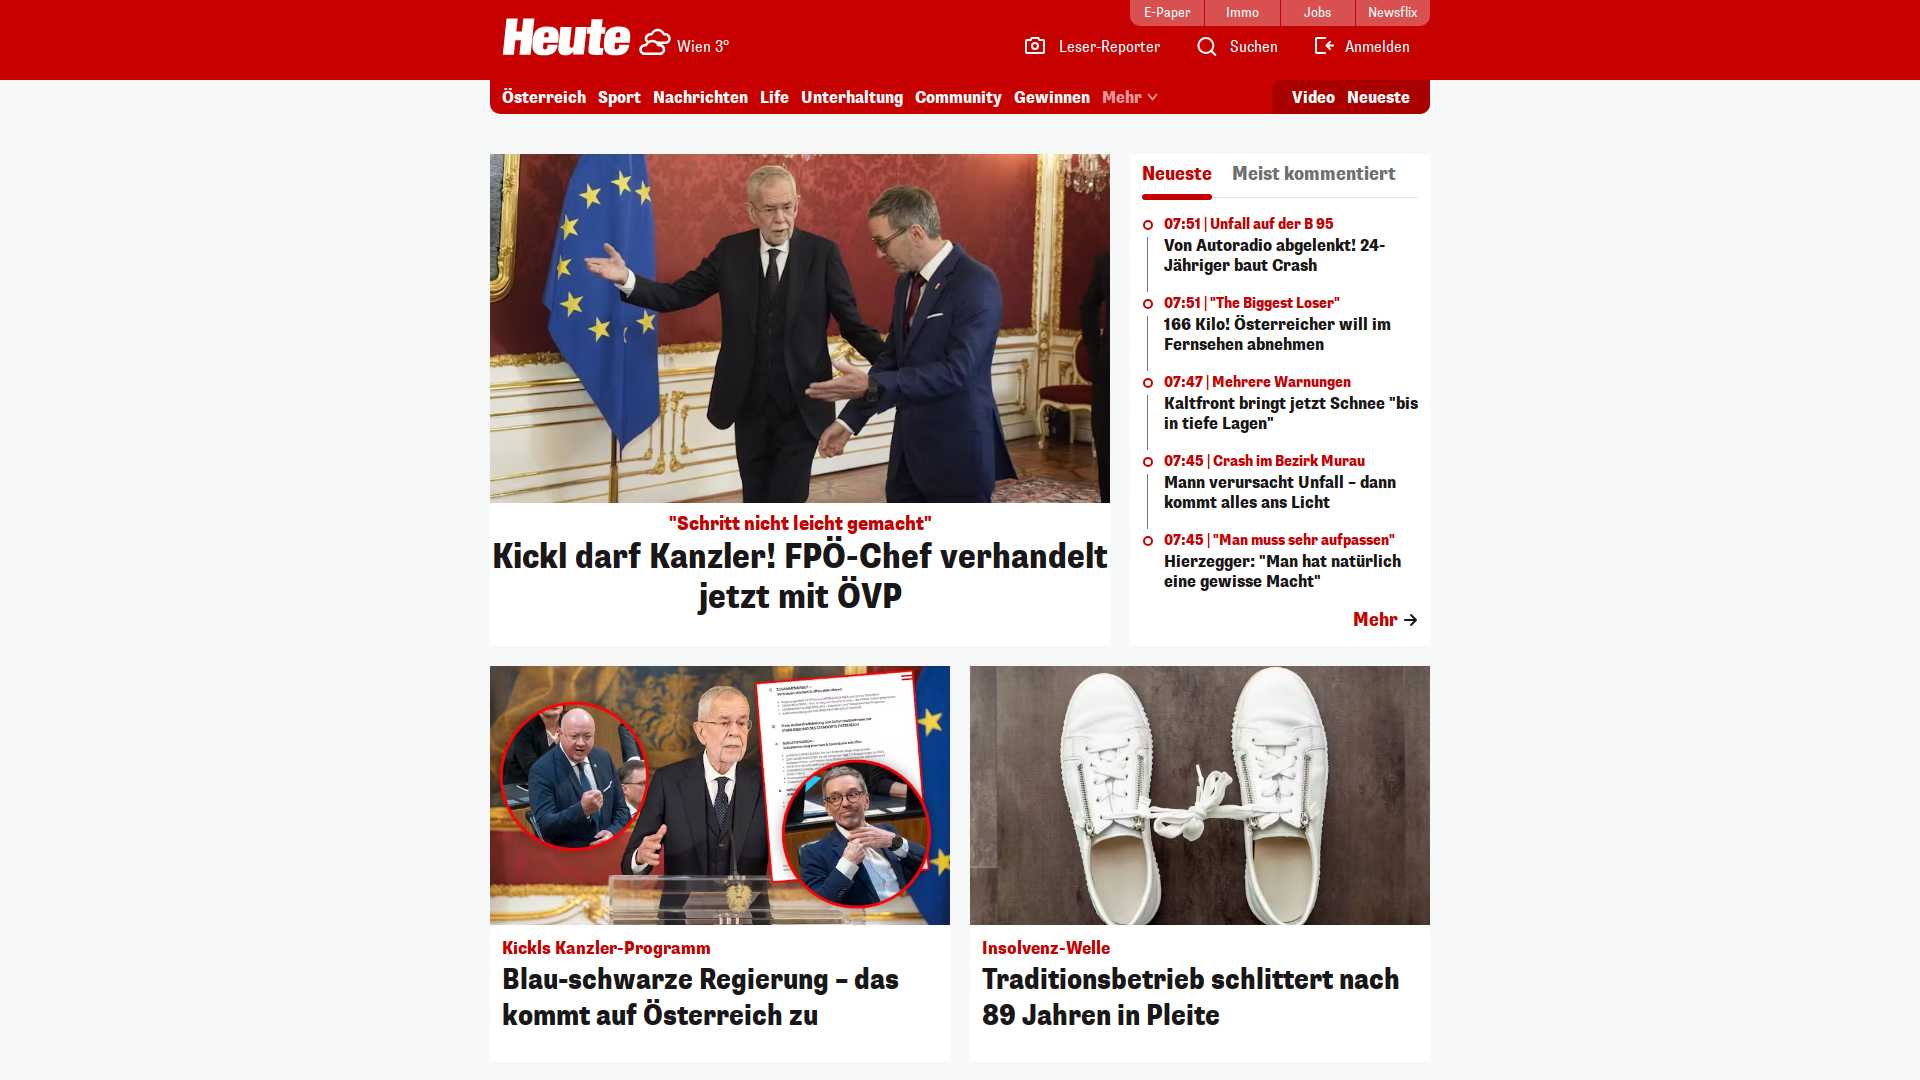 E-Paper
Immo
Jobs
Newsflix
Heute
Wien 3°
Leser-Reporter
Suchen
Anmelden
Österreich
Sport
Nachrichten
Life
Unterhaltung
Community
Gewinnen
Mehr
Video
Neueste
"Schritt nicht leicht gemacht"
Kickl darf Kanzler! FPÖ-Chef verhandelt
jetzt mit ÖVP
Neueste
Meist kommentiert
07:51 | Unfall auf der B 95
Von Autoradio abgelenkt! 24-
Jähriger baut Crash
07:51 | "The Biggest Loser"
166 Kilo! Österreicher will im
Fernsehen abnehmen
07:47 | Mehrere Warnungen
Kaltfront bringt jetzt Schnee "bis
in tiefe Lagen"
07:45 | Crash im Bezirk Murau
Mann verursacht Unfall – dann
kommt alles ans Licht
07:45 | "Man muss sehr aufpassen"
Hierzegger: "Man hat natürlich
eine gewisse Macht"
Mehr
Kickls Kanzler-Programm
Blau-schwarze Regierung – das
kommt auf Österreich zu
Insolvenz-Welle
Traditionsbetrieb schlittert nach
89 Jahren in Pleite